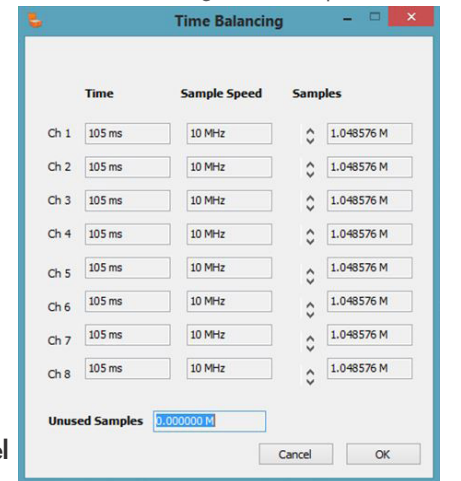 Time Balancing
Time Sample Speed Samples
Ch 1 105 ms 10 MHz 1.048576 M
Ch 2 105 ms 10 MHz 1.048576 M
Ch 3 105 ms 10 MHz 1.048576 M
Ch 4 105 ms 10 MHz 1.048576 M
Ch 5 105 ms 10 MHz 1.048576 M
Ch 6 105 ms 10 MHz 1.048576 M
Ch 7 105 ms 10 MHz 1.048576 M
Ch 8 105 ms 10 MHz 1.048576 M
Unused Samples 0.000000 M
Cancel OK